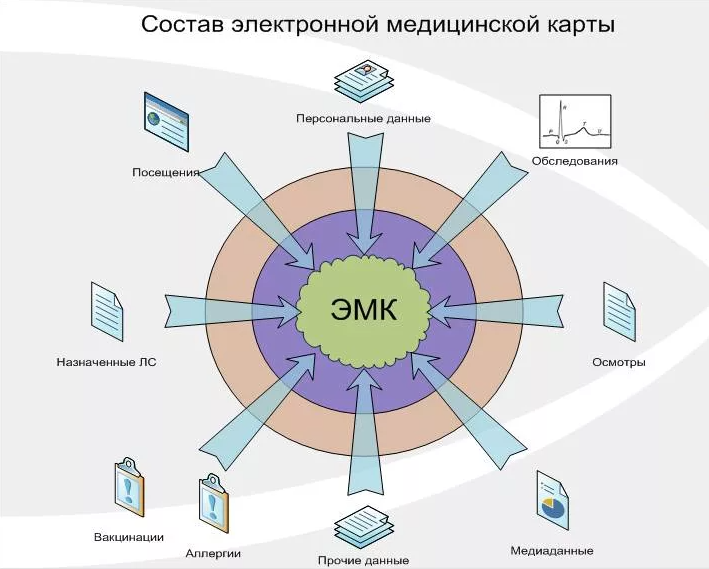 Состав электронной медицинской карты
Персональные данные
Обследования
Посещения
ЭМК
Назначенные ЛС
Осмотры
Вакцинации
Аллергии
Прочие данные
Медиаданные